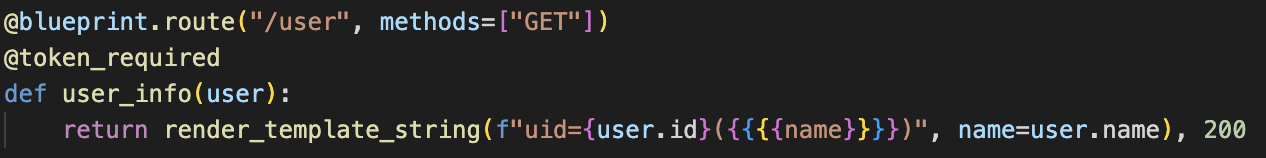 @blueprint.route("/user", methods=["GET"])
@token_required
def user_info(user):
    return render_template_string(f"uid={user.id}({{{{name}}}})", name=user.name), 200